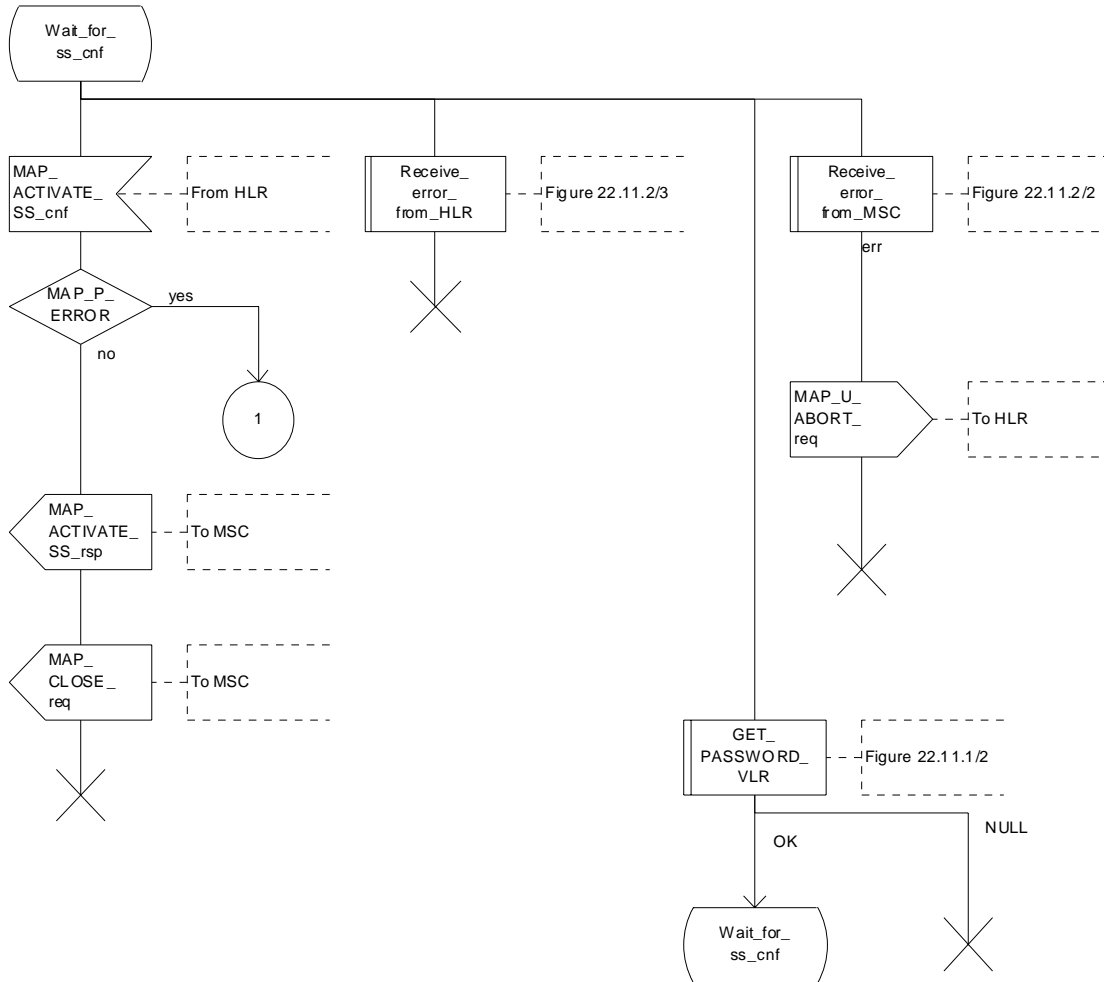 Wait_for_
ss_cnf
MAP_
ACTIVATE_
SS_cnf
From HLR
Receive_
error_
from_HLR
Figure 22.11.2/3
Receive_
error_
from_MSC
Figure 22.11.2/2
err
MAP_P_
ERROR
yes
no
1
MAP_U_
ABORT_
req
To HLR
MAP_
ACTIVATE_
SS_rsp
To MSC
MAP_
CLOSE_
req
To MSC
GET_
PASSWORD_
VLR
Figure 22.11.1/2
OK
NULL
Wait_for_
ss_cnf